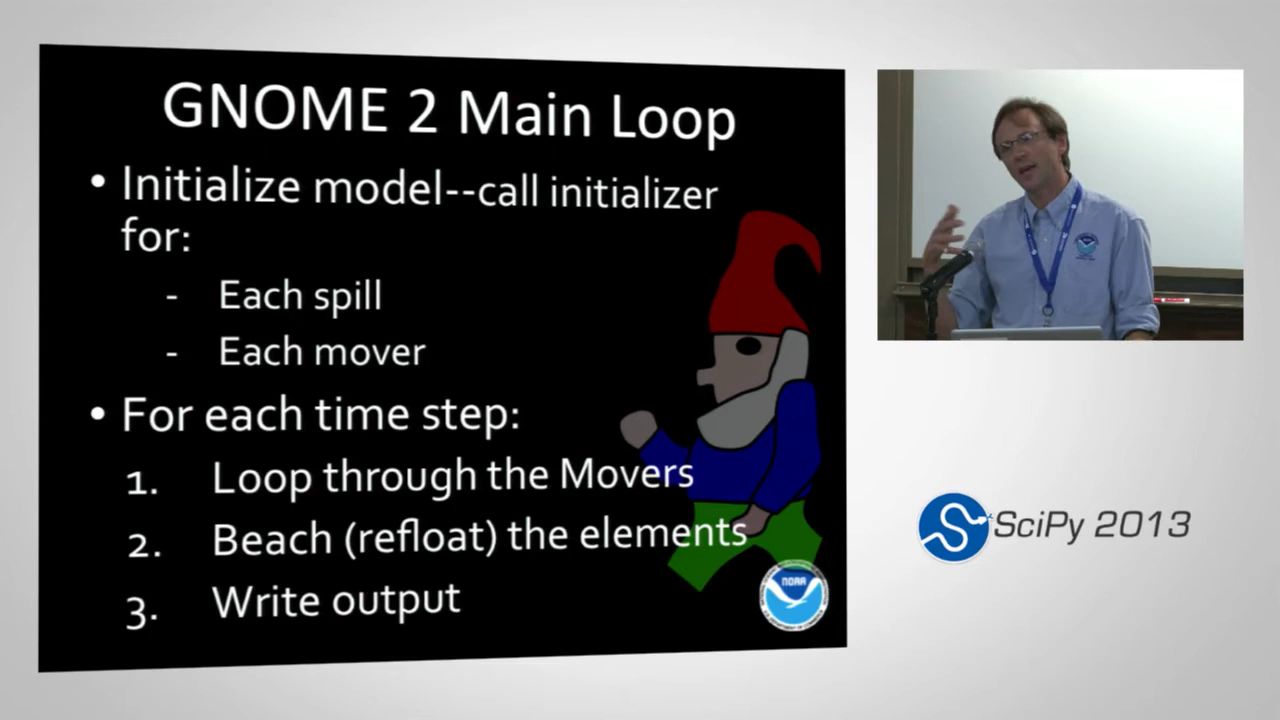 GNOME 2 Main Loop
• Initialize model--call initializer
for:
- Each spill
- Each mover
• For each time step:
1. Loop through the Movers
2. Beach (refloat) the elements
3. Write output
NOAA
SciPy 2013